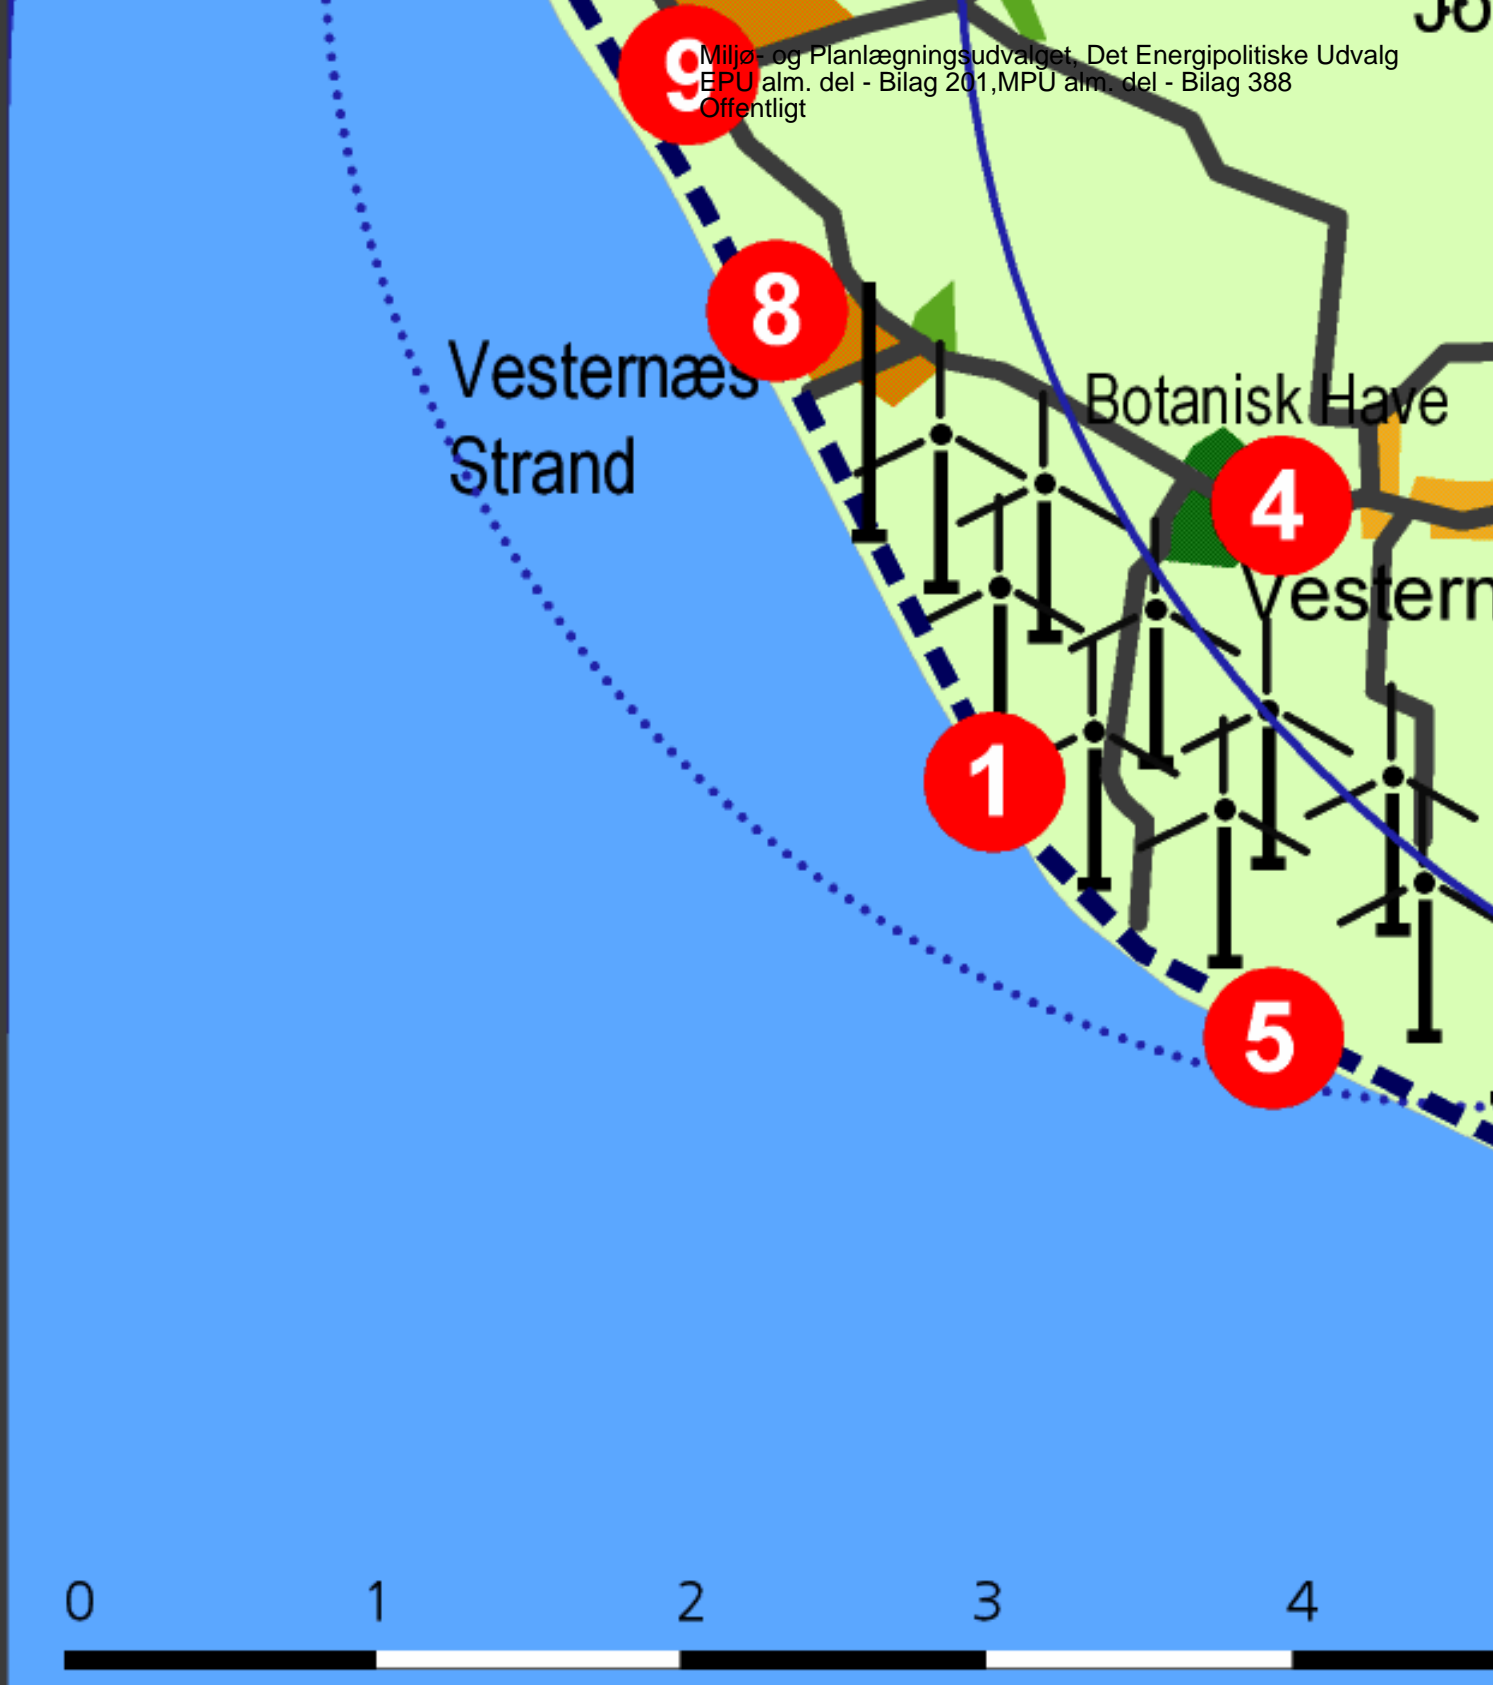 Miljø- og Planlægningsudvalget, Det Energipolitiske Udvalg
EPU alm. del - Bilag 201,MPU alm. del - Bilag 388
Offentligt
9
8
Vesternæs
Strand
Botanisk Have
4
Vestern
1
5
0 1 2 3 4